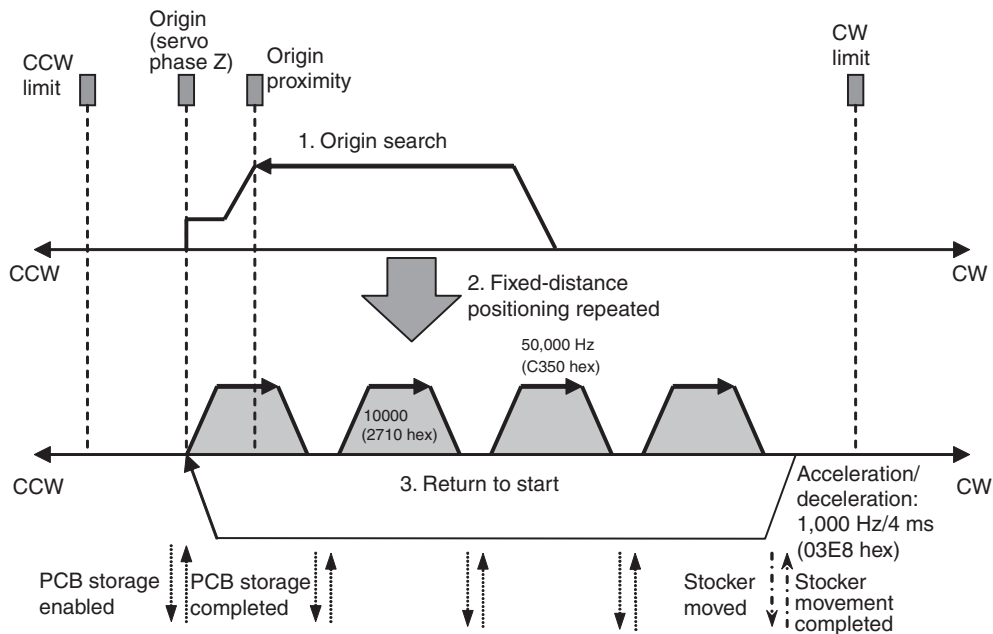 Origin
(servo
phase Z)
CCW
limit
Origin
proximity
CW
limit
1. Origin search
CCW
CW
2. Fixed-distance
positioning repeated
50,000 Hz
(C350 hex)
10000
(2710 hex)
CCW
CW
3. Return to start
Acceleration/
deceleration:
1,000 Hz/4 ms
(03E8 hex)
PCB storage
enabled
PCB storage
completed
Stocker
moved
Stocker
movement
completed